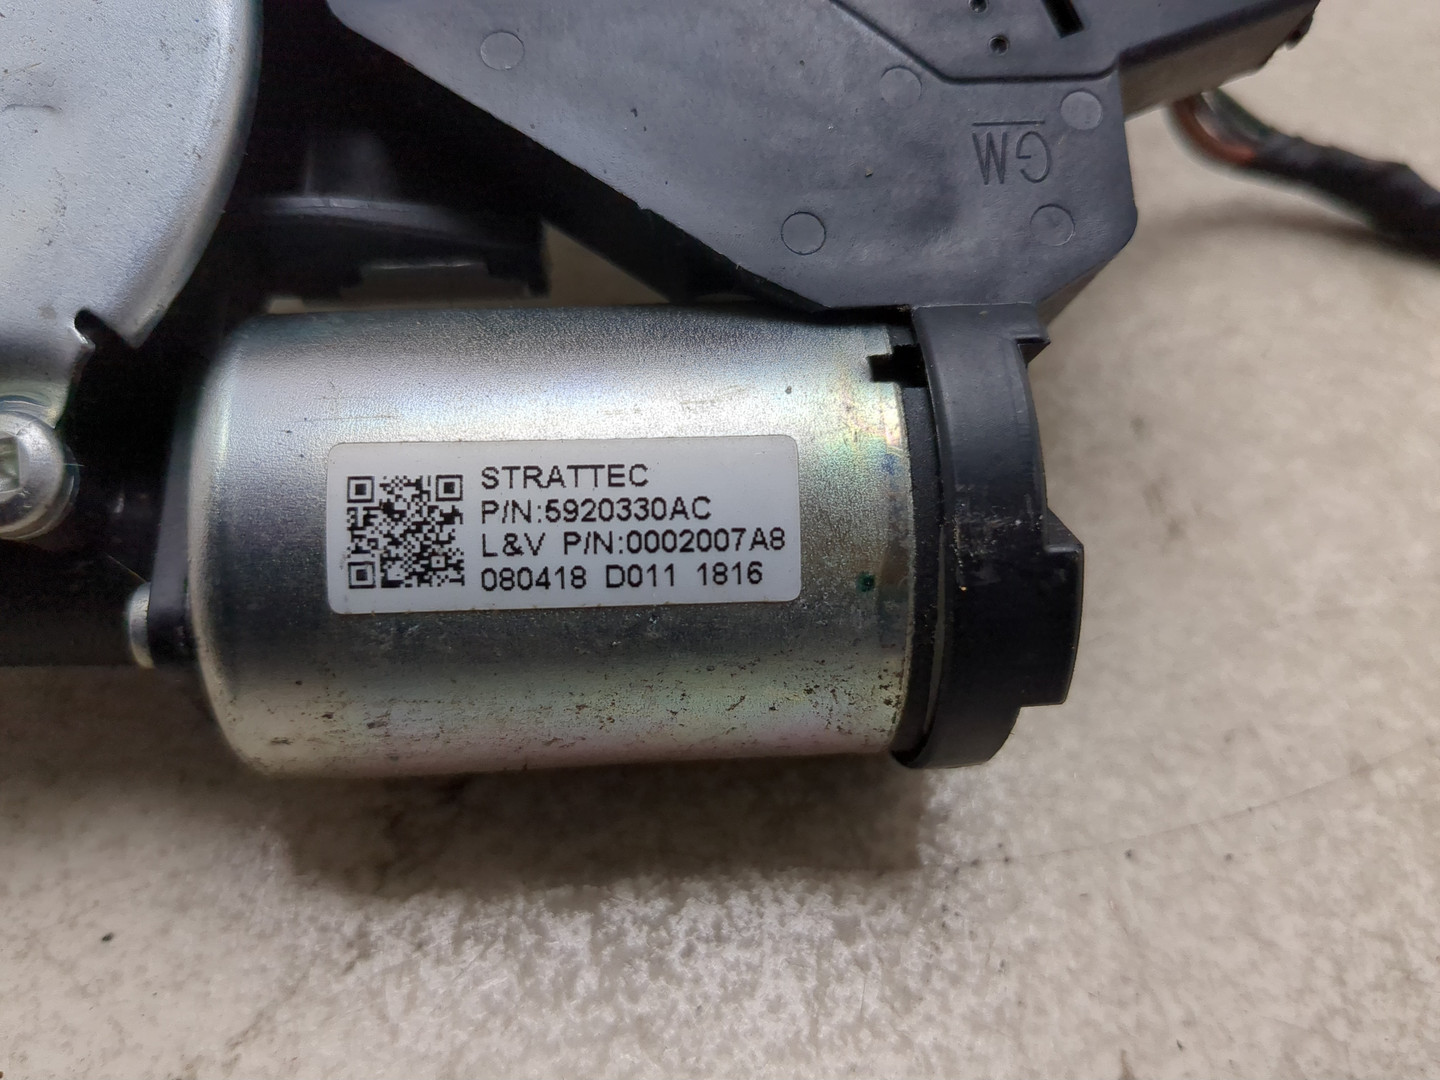 GM
STRATTEC
P/N:5920330AC
L&V P/N:0002007A8
080418 D011 1816